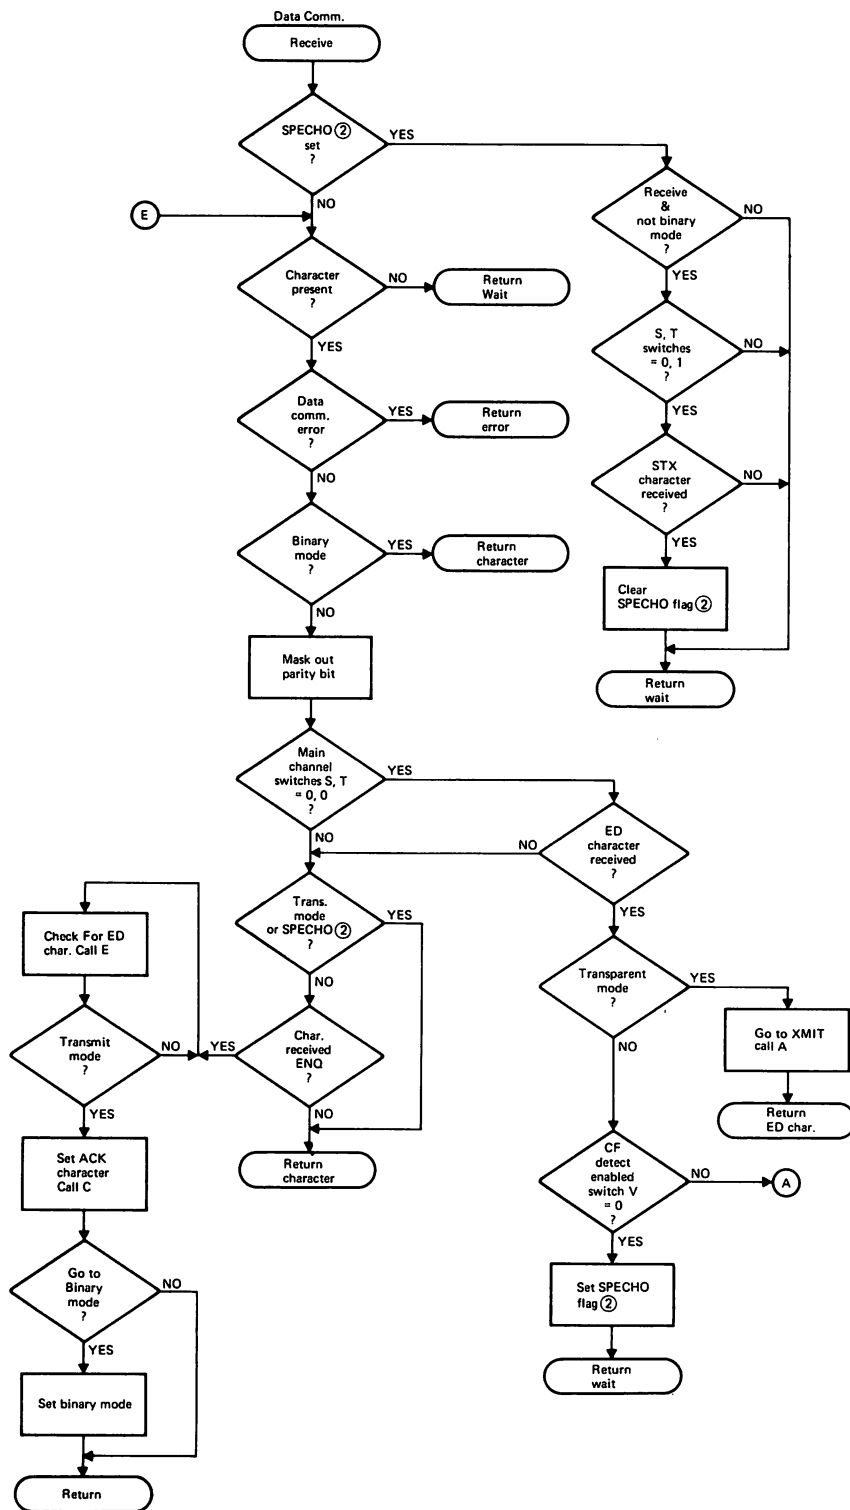 Data Comm.
Receive
SPECHO ②
set
?
YES
NO
E
Receive
&
not binary
mode
?
NO
YES
Character
present
?
NO
Return
Wait
YES
S, T
switches
= 0, 1
?
NO
YES
Data
comm.
error
?
YES
Return
error
NO
STX
character
received
?
NO
YES
Binary
mode
?
YES
Return
character
NO
Clear
SPECHO flag ②
Mask out
parity bit
Return
wait
Main
channel
switches S, T
= 0, 0
?
YES
NO
ED
character
received
?
NO
YES
Trans.
mode
or SPECHO ②
?
YES
NO
Check For ED
char. Call E
Transparent
mode
?
YES
NO
Go to XMIT
call A
Return
ED char.
Transmit
mode
?
NO
YES
Char.
received
ENQ
?
YES
NO
Return
character
Set ACK
character
Call C
CF
detect
enabled
switch V
= 0
?
NO
A
YES
Go to
Binary
mode
?
NO
YES
Set SPECHO
flag ②
Return
wait
Set binary mode
Return